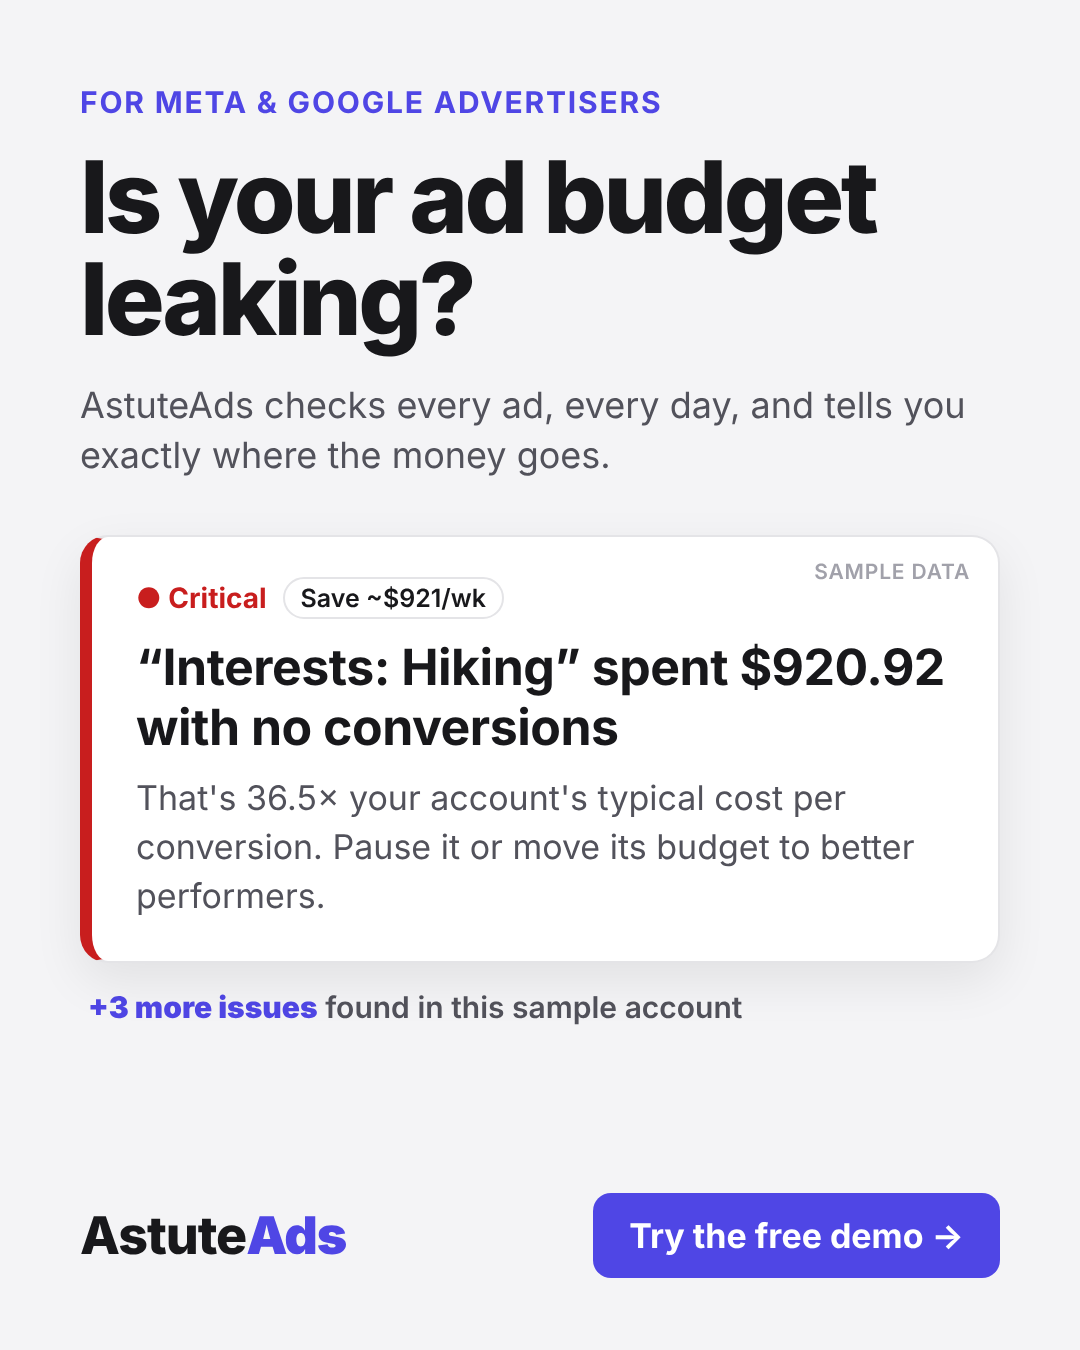 FOR META & GOOGLE ADVERTISERS
Is your ad budget
leaking?
AstuteAds checks every ad, every day, and tells you
exactly where the money goes.
SAMPLE DATA
Critical
Save ~$921/wk
“Interests: Hiking” spent $920.92
with no conversions
That's 36.5× your account's typical cost per
conversion. Pause it or move its budget to better
performers.
+3 more issues found in this sample account
AstuteAds
Try the free demo →